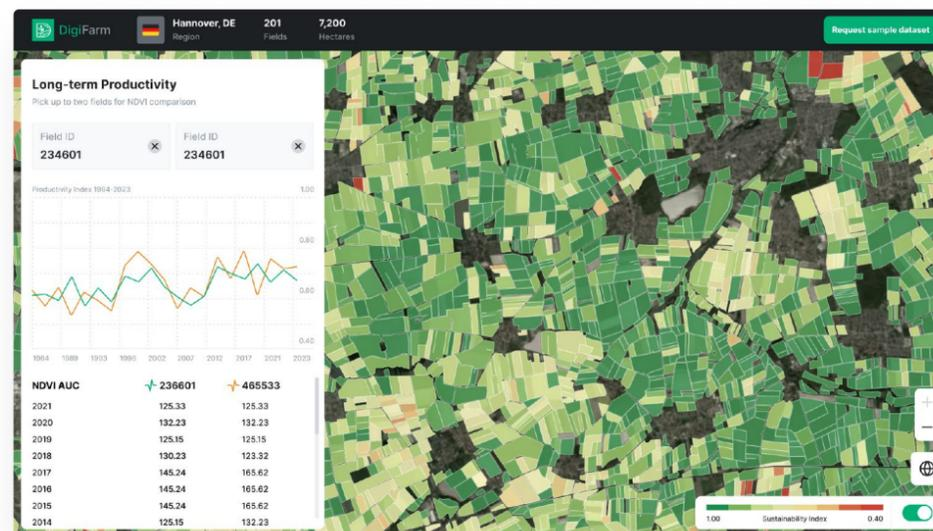 DigiFarm
Hannover, DE
Region
201
Fields
7,200
Hectares
Request sample dataset
Long-term Productivity
Pick up to two fields for NDVI comparison
Field ID
234601
Field ID
234601
Productivity Index 1984-2023
1.00
0.80
0.60
0.40
1984 1989 1993 1998 2002 2007 2012 2017 2021 2023
NDVI AUC 236601 465533
2021 125.33 125.33
2020 132.23 132.23
2019 125.15 125.15
2018 130.23 123.32
2017 145.24 165.62
2016 145.24 165.62
2015 145.24 165.62
2014 125.15 132.23
1.00 Sustainability Index 0.40